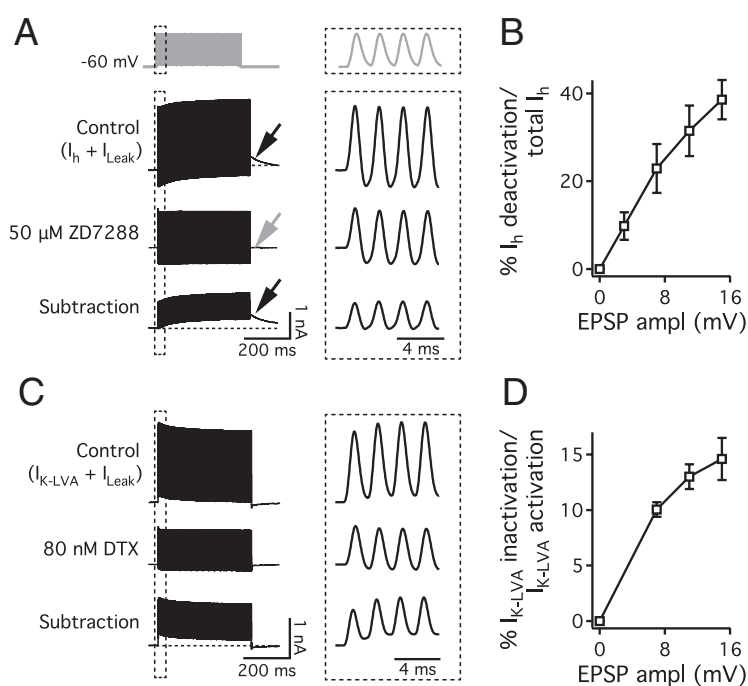 A
-60 mV
Control
(Ih + ILeak)
50 µM ZD7288
Subtraction
1 nA
200 ms
4 ms
B
% Ih deactivation/
total Ih
40
20
0
0 8 16
EPSP ampl (mV)
C
Control
(IK-LVA + ILeak)
80 nM DTX
Subtraction
1 nA
200 ms
4 ms
D
% IK-LVA inactivation/
IK-LVA activation
15
10
5
0
0 8 16
EPSP ampl (mV)